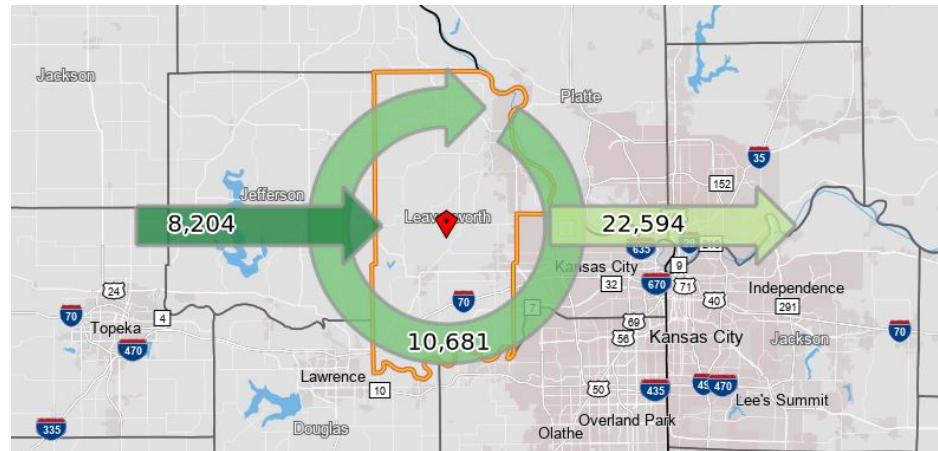 Jackson
Platte
35
152
Jefferson
8,204
Leavenworth
22,594
635
29
Kansas City
9
32
670
71
Independence
24
70
40
291
70
4
7
Topeka
69
70
470
10,681
56
Kansas City
Jackson
Lawrence
10
50
435
470
Lee's Summit
335
Douglas
Overland Park
Olathe